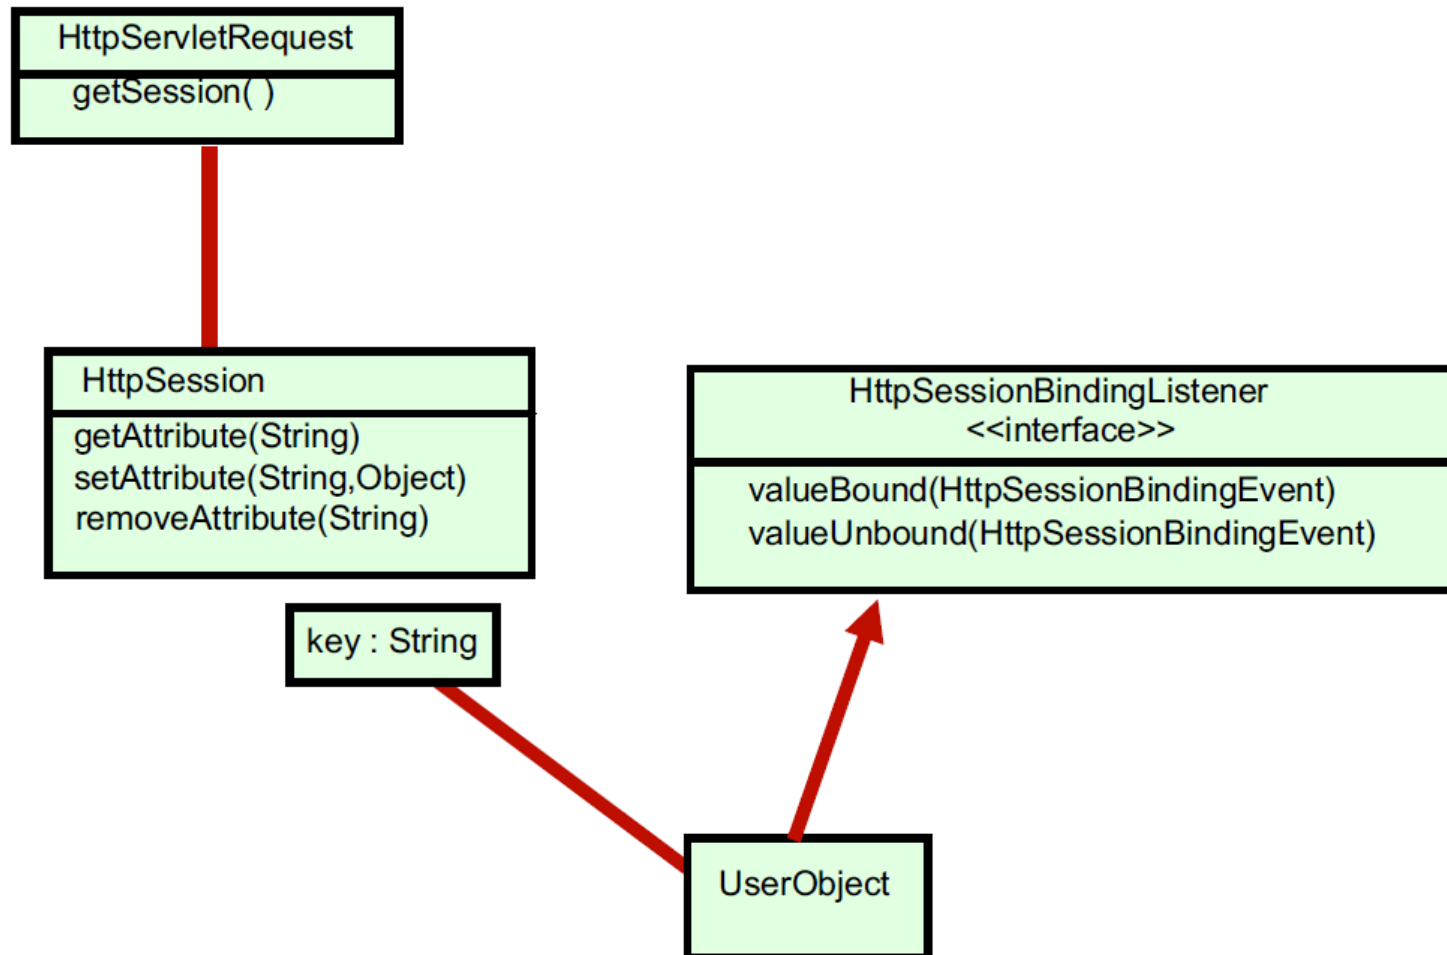 HttpServletRequest
getSession( )
HttpSession
getAttribute(String)
setAttribute(String,Object)
removeAttribute(String)
HttpSessionBindingListener
<<interface>>
valueBound(HttpSessionBindingEvent)
valueUnbound(HttpSessionBindingEvent)
key : String
UserObject